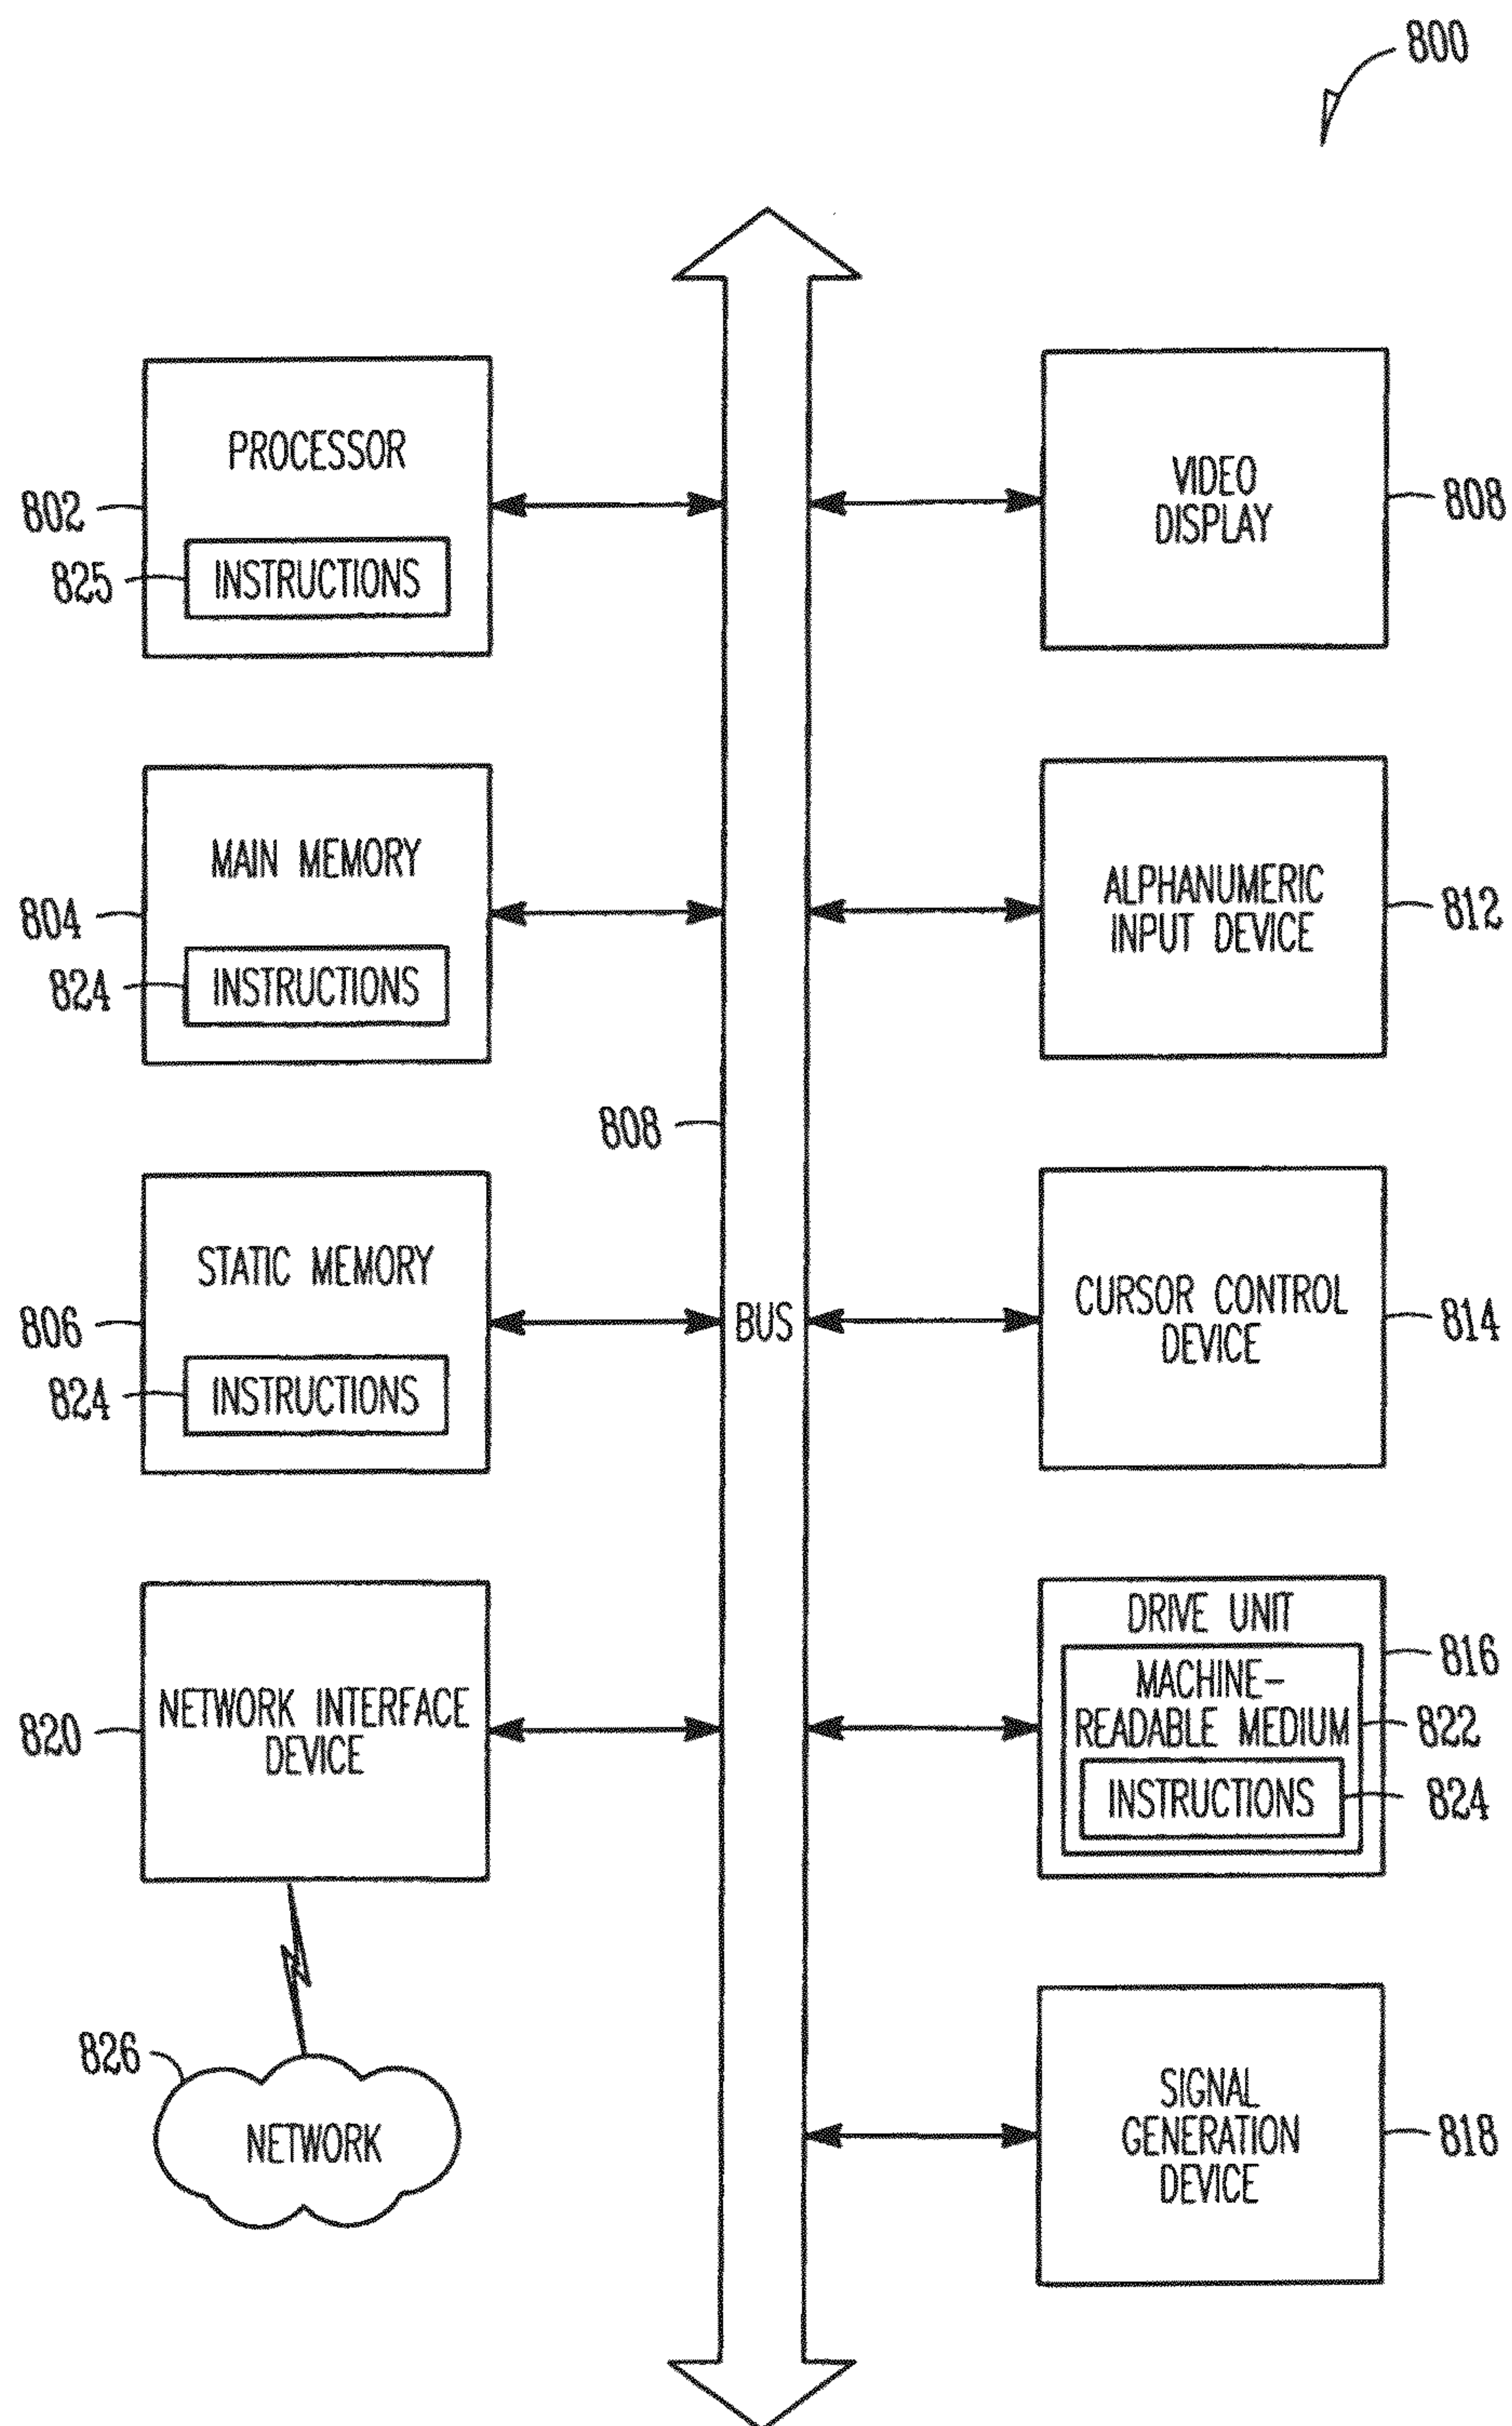 800
PROCESSOR
802
825
INSTRUCTIONS
VIDEO
DISPLAY
808
MAIN MEMORY
804
824
INSTRUCTIONS
ALPHANUMERIC
INPUT DEVICE
812
808
STATIC MEMORY
806
824
INSTRUCTIONS
BUS
CURSOR CONTROL
DEVICE
814
NETWORK INTERFACE
DEVICE
820
DRIVE UNIT
816
MACHINE-
READABLE MEDIUM
822
INSTRUCTIONS
824
826
NETWORK
SIGNAL
GENERATION
DEVICE
818